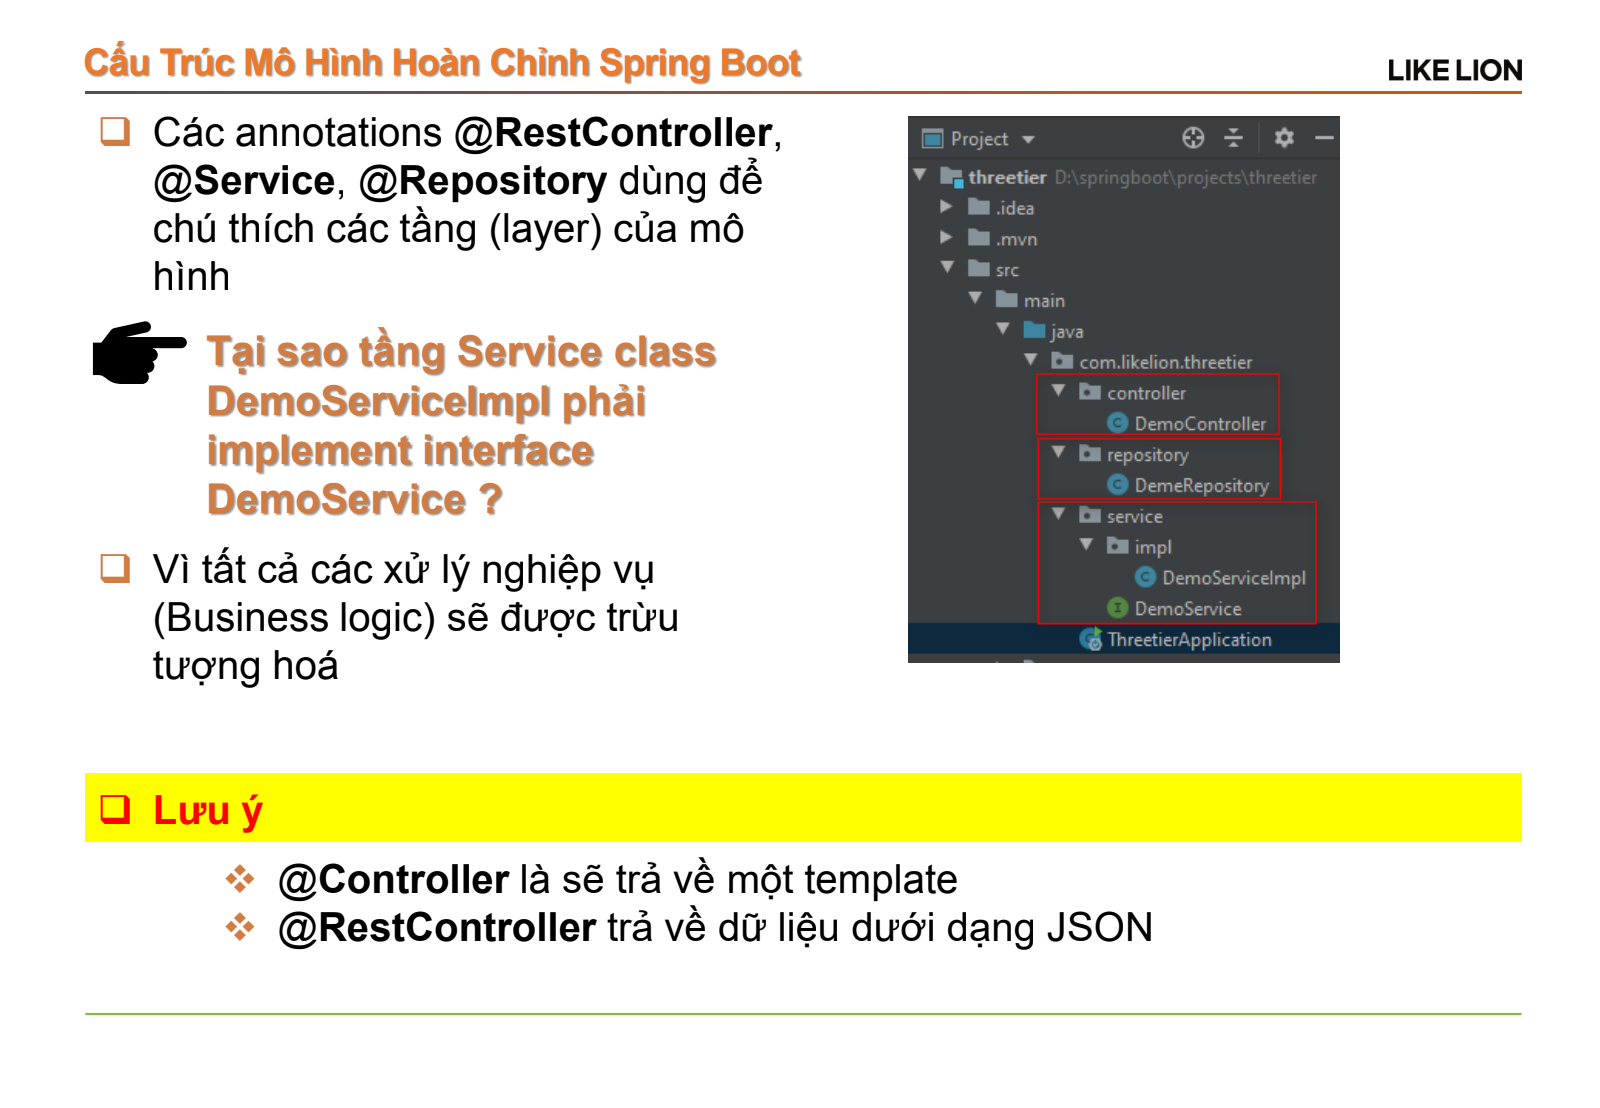 Cấu Trúc Mô Hình Hoàn Chỉnh Spring Boot
LIKE LION
Các annotations @RestController,
@Service, @Repository dùng để
chú thích các tầng (layer) của mô
hình
Tại sao tầng Service class
DemoServiceImpl phải
implement interface
DemoService ?
Vì tất cả các xử lý nghiệp vụ
(Business logic) sẽ được trừu
tượng hoá
Project
threetier D:\springboot\projects\threetier
.idea
.mvn
src
main
java
com.likelion.threetier
controller
DemoController
repository
DemeRepository
service
impl
DemoServiceImpl
DemoService
ThreetierApplication
Lưu ý
@Controller là sẽ trả về một template
@RestController trả về dữ liệu dưới dạng JSON